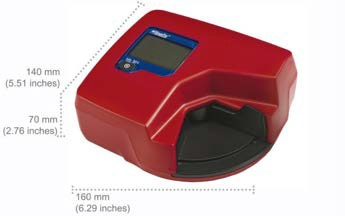 140 mm
(5.51 inches)
70 mm
(2.76 inches)
160 mm
(6.29 inches)